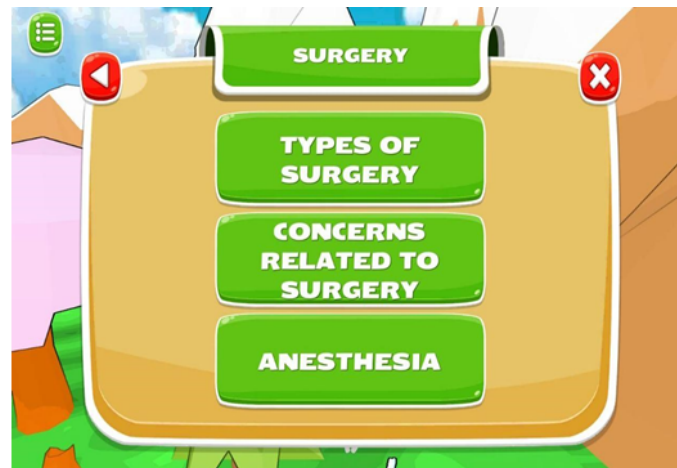 SURGERY
TYPES OF
SURGERY
CONCERNS
RELATED TO
SURGERY
ANESTHESIA